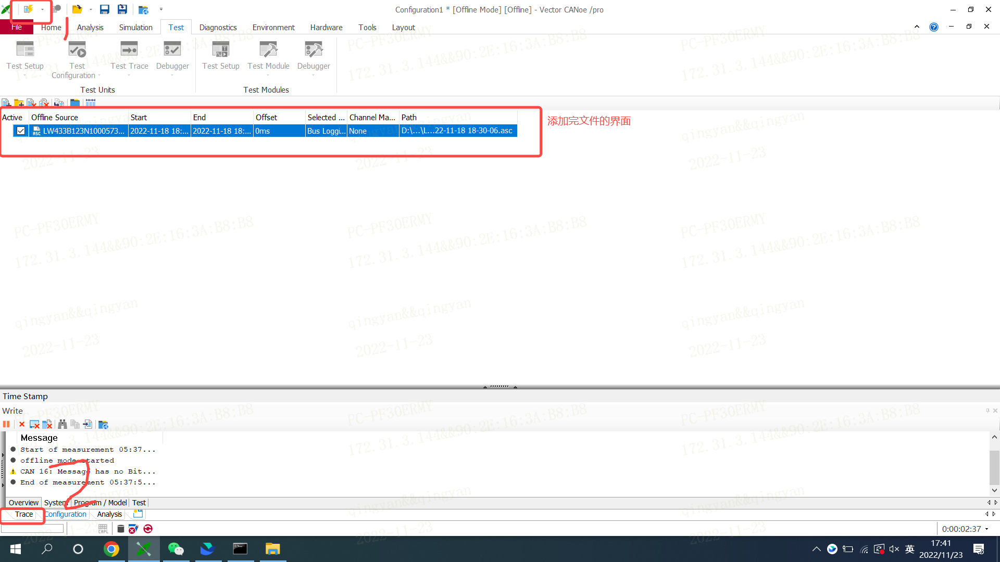 Configuration1 * [Offline Mode] [Offline] - Vector CANoe /pro
File Home Analysis Simulation Test Diagnostics Environment Hardware Tools Layout
Test Setup Test Configuration Test Trace Debugger Test Setup Test Module Debugger
Test Units Test Modules
Active Offline Source Start End Offset Selected ... Channel Ma... Path
LW433B123N1000573... 2022-11-18 18:... 2022-11-18 18:... 0ms Bus Loggi... None D:\...\L...22-11-18 18-30-06.asc
添加完文件的界面
PC-PF30ERMY
172.31.3.144&&90:2E:16:3A:B8:B8
qingyan&&qingyan
2022-11-23
Time Stamp
Write
Message
Start of measurement 05:37...
offline mode started
CAN 16: Message has no Bit...
End of measurement 05:37:5...
Overview System Program / Model Test
Trace Configuration Analysis
CAPL
0:00:02:37
英
17:41
2022/11/23